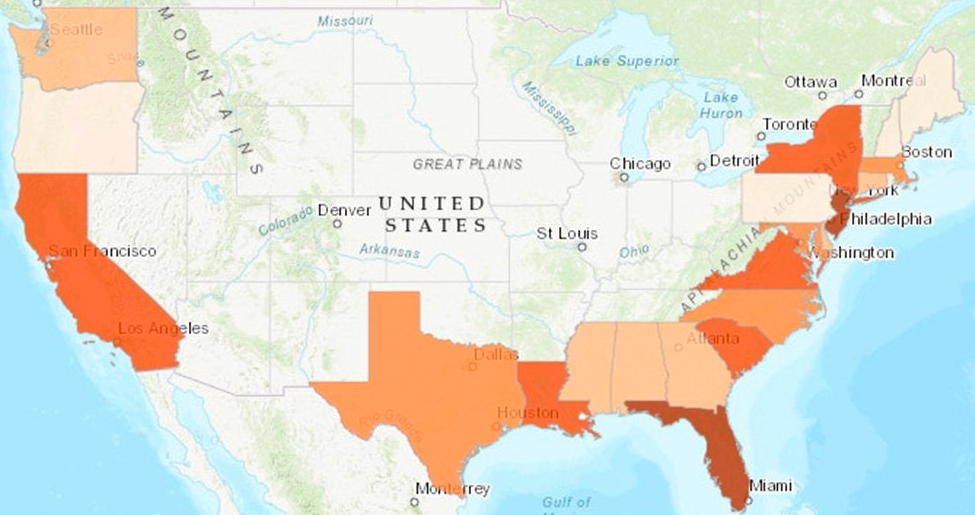 Seattle
Missouri
Snake
MOUNTAINS
Lake Superior
Ottawa
Montreal
Mississippi
Lake
Huron
Toronto
Boston
GREAT PLAINS
Chicago
Detroit
New York
UNITED
STATES
Denver
Colorado
Philadelphia
St Louis
Ohio
APPALACHIAN MOUNTAINS
Washington
San Francisco
Arkansas
Los Angeles
Atlanta
Dallas
Houston
Rio Grande
Monterrey
Miami
Gulf of